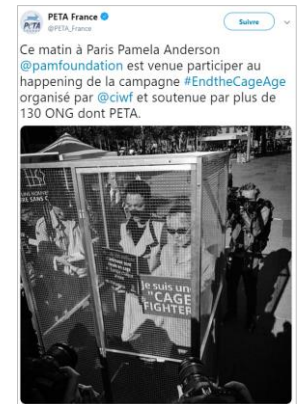 PETA France
@PETA_France
Suivre
Ce matin à Paris Pamela Anderson
@pamfoundation est venue participer au
happening de la campagne #EndtheCageAge
organisé par @ciwf et soutenue par plus de
130 ONG dont PETA.
je suis une
"CAGE
FIGHTER